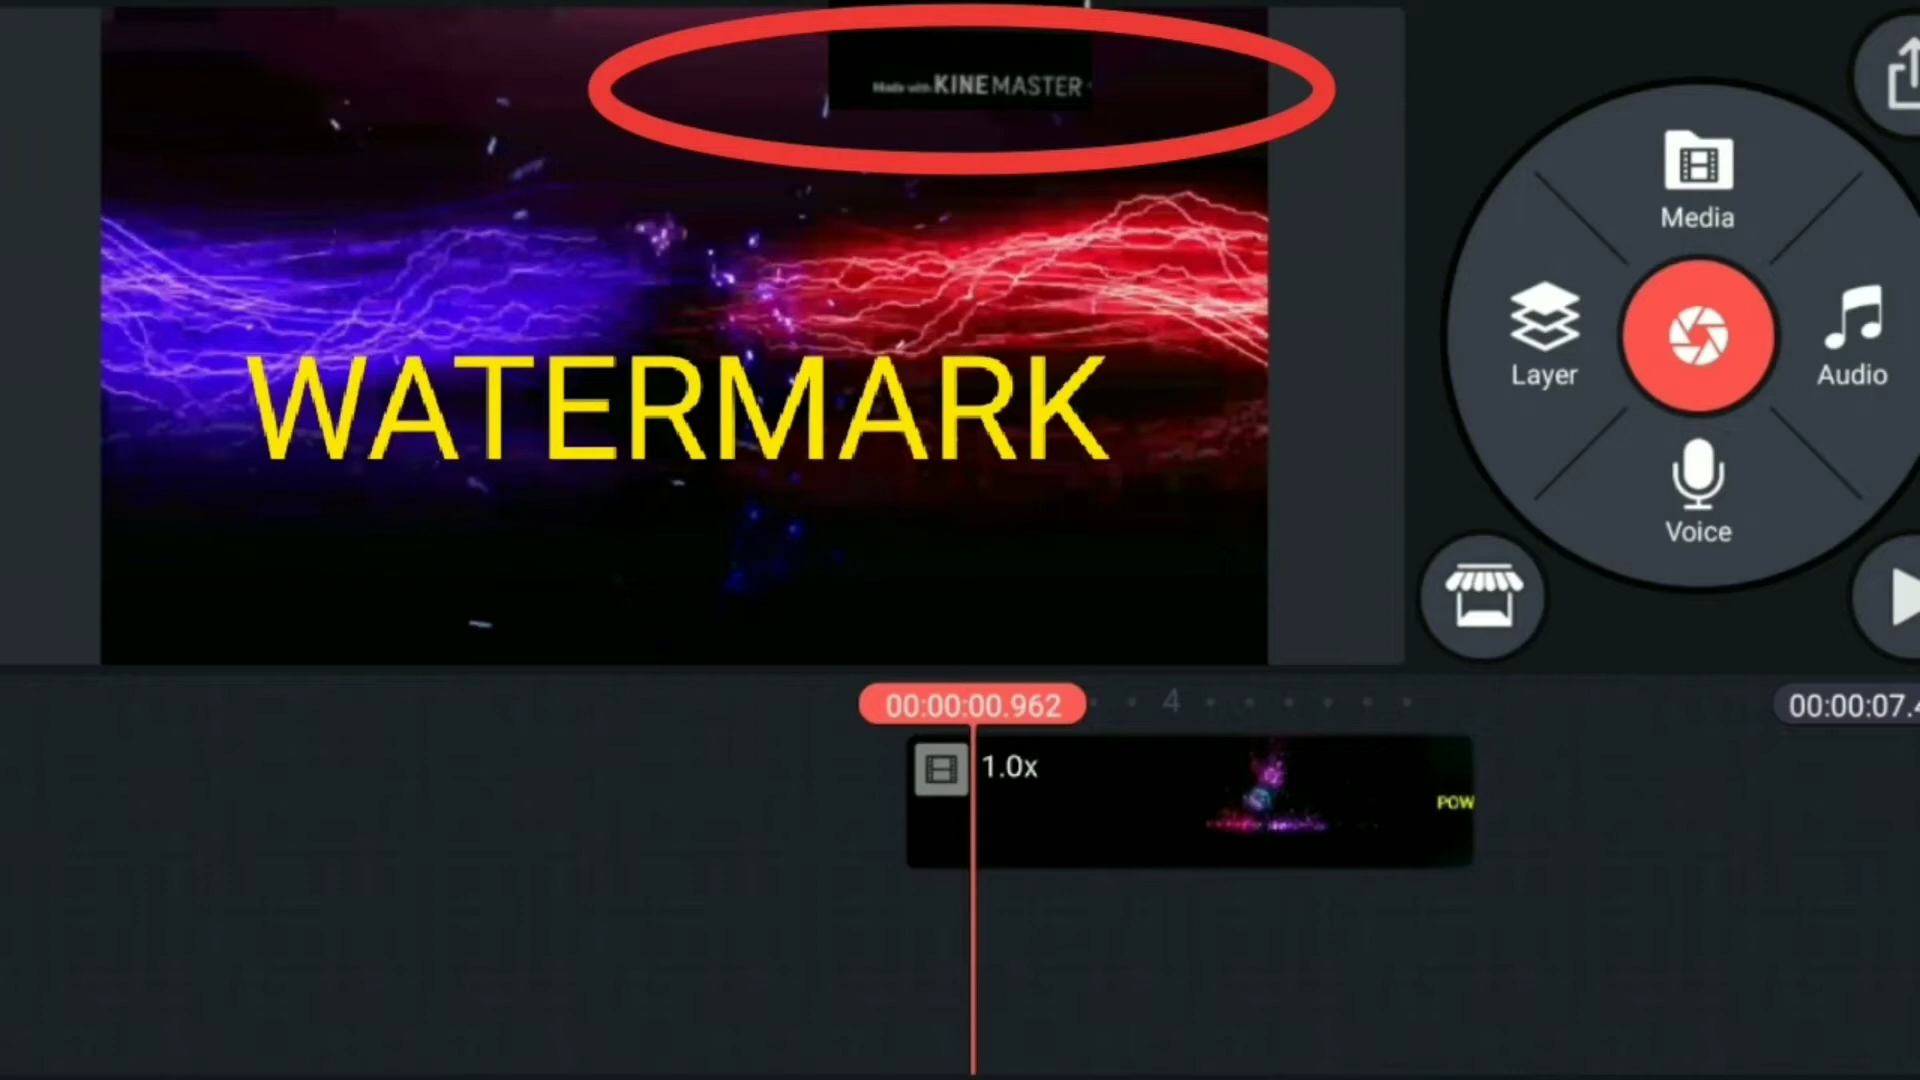 Made with KINEMASTER
Media
WATERMARK
Layer
Audio
Voice
00:00:00.962
4
00:00:07.4
1.0x
POW